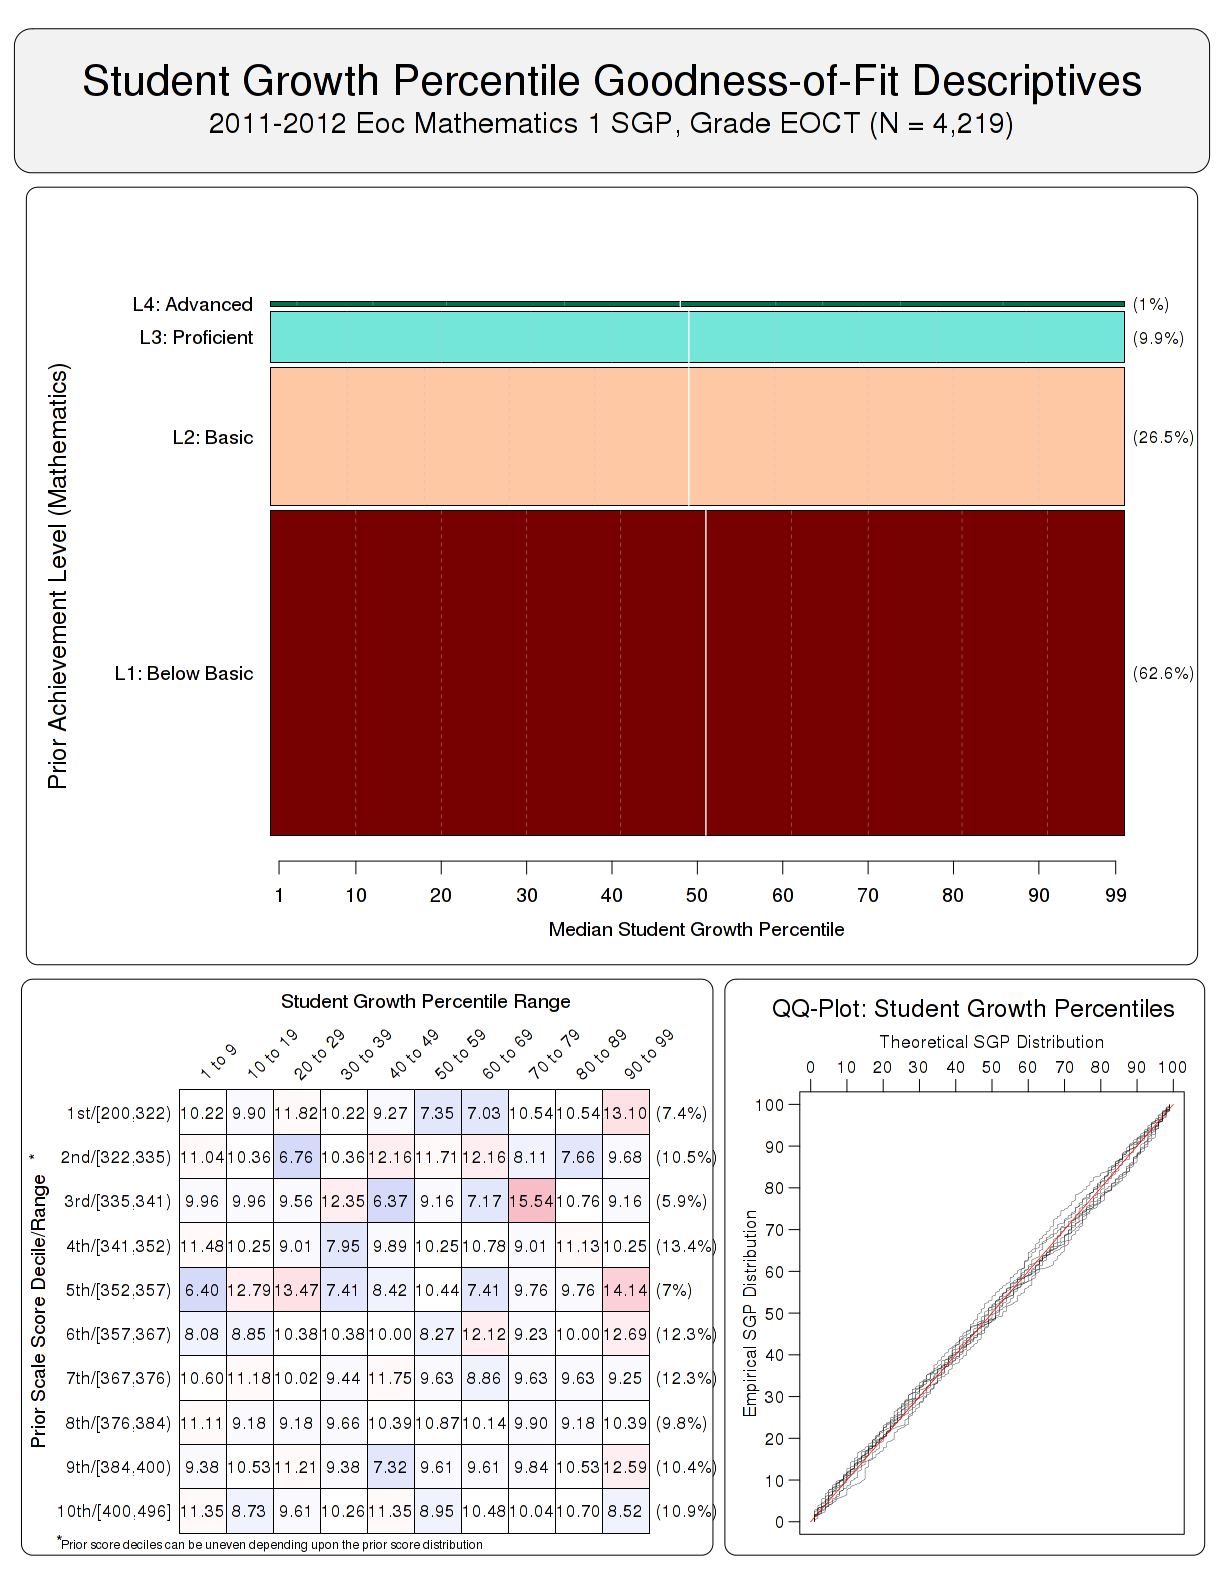 Student Growth Percentile Goodness-of-Fit Descriptives
2011-2012 Eoc Mathematics 1 SGP, Grade EOCT (N = 4,219)
Prior Achievement Level (Mathematics)
L4: Advanced (1%)
L3: Proficient (9.9%)
L2: Basic (26.5%)
L1: Below Basic (62.6%)
1 10 20 30 40 50 60 70 80 90 99
Median Student Growth Percentile
Student Growth Percentile Range
1 to 9 10 to 19 20 to 29 30 to 39 40 to 49 50 to 59 60 to 69 70 to 79 80 to 89 90 to 99
Prior Scale Score Decile/Range *
1st/[200,322) 10.22 9.90 11.82 10.22 9.27 7.35 7.03 10.54 10.54 13.10 (7.4%)
2nd/[322,335) 11.04 10.36 6.76 10.36 12.16 11.71 12.16 8.11 7.66 9.68 (10.5%)
3rd/[335,341) 9.96 9.96 9.56 12.35 6.37 9.16 7.17 15.54 10.76 9.16 (5.9%)
4th/[341,352) 11.48 10.25 9.01 7.95 9.89 10.25 10.78 9.01 11.13 10.25 (13.4%)
5th/[352,357) 6.40 12.79 13.47 7.41 8.42 10.44 7.41 9.76 9.76 14.14 (7%)
6th/[357,367) 8.08 8.85 10.38 10.38 10.00 8.27 12.12 9.23 10.00 12.69 (12.3%)
7th/[367,376) 10.60 11.18 10.02 9.44 11.75 9.63 8.86 9.63 9.63 9.25 (12.3%)
8th/[376,384) 11.11 9.18 9.18 9.66 10.39 10.87 10.14 9.90 9.18 10.39 (9.8%)
9th/[384,400) 9.38 10.53 11.21 9.38 7.32 9.61 9.61 9.84 10.53 12.59 (10.4%)
10th/[400,496] 11.35 8.73 9.61 10.26 11.35 8.95 10.48 10.04 10.70 8.52 (10.9%)
*Prior score deciles can be uneven depending upon the prior score distribution
QQ-Plot: Student Growth Percentiles
Theoretical SGP Distribution
0 10 20 30 40 50 60 70 80 90 100
Empirical SGP Distribution
100
90
80
70
60
50
40
30
20
10
0